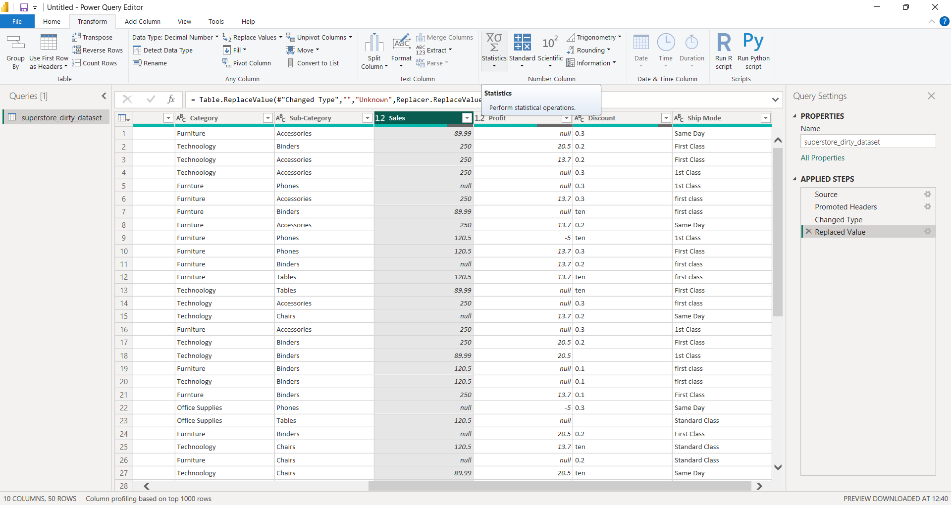 Untitled - Power Query Editor
File Home Transform Add Column View Tools Help
Group By
Use First Row as Headers
Transpose
Reverse Rows
Count Rows
Table
Data Type: Decimal Number
Detect Data Type
Rename
Replace Values
Fill
Pivot Column
Unpivot Columns
Move
Convert to List
Any Column
Split Column
Format
Merge Columns
Extract
Parse
Text Column
Statistics
Standard
Scientific
Trigonometry
Rounding
Information
Number Column
Date
Time
Duration
Date & Time Column
Run R script
Run Python script
Scripts
Statistics
Perform statistical operations.
Queries [1]
superstore_dirty_dataset
= Table.ReplaceValue(#"Changed Type","","Unknown",Replacer.ReplaceValue
Category Sub-Category 1.2 Sales 1.2 Profit Discount Ship Mode
1 Furniture Accessories 89.99 null 0.3 Same Day
2 Technology Binders 250 20.5 0.2 First Class
3 Technology Accessories 250 13.7 0.2 First Class
4 Technology Accessories 250 null 0.3 1st Class
5 Furnture Phones null null 0.3 1st Class
6 Furniture Accessories 250 13.7 0.3 first class
7 Furnture Binders 89.99 null ten first class
8 Furnture Accessories 250 13.7 0.2 Same Day
9 Furniture Phones 120.5 -5 ten 1st Class
10 Furniture Phones 120.5 13.7 0.3 First Class
11 Furniture Binders null 13.7 0.2 first class
12 Furniture Tables 120.5 13.7 ten first class
13 Technoology Tables 89.99 null ten First Class
14 Technology Accessories 250 null 0.3 first class
15 Technology Chairs null 13.7 0.2 Same Day
16 Furniture Accessories 250 null 0.3 1st Class
17 Technology Binders 250 20.5 0.2 First Class
18 Technology Binders 89.99 20.5 1st Class
19 Furniture Binders 120.5 null 0.1 first class
20 Technology Binders 120.5 null 0.1 first class
21 Furnture Binders 250 13.7 0.1 First Class
22 Office Supplies Phones null -5 0.3 Same Day
23 Office Supplies Tables 120.5 null Standard Class
24 Furniture Binders null 20.5 0.2 First Class
25 Technoology Chairs 120.5 13.7 ten Standard Class
26 Furniture Chairs null null 0.2 Standard Class
27 Technoology Chairs 89.99 20.5 ten Same Day
28
Query Settings
PROPERTIES
Name
superstore_dirty_dataset
All Properties
APPLIED STEPS
Source
Promoted Headers
Changed Type
Replaced Value
10 COLUMNS, 50 ROWS Column profiling based on top 1000 rows
PREVIEW DOWNLOADED AT 12:40